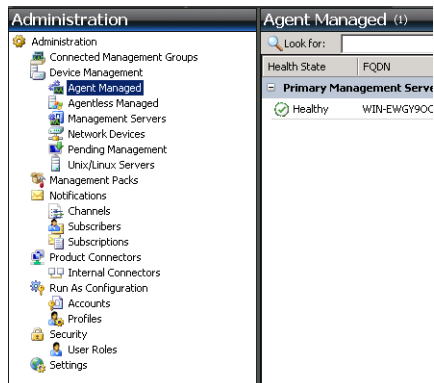 Administration
Administration
Connected Management Groups
Device Management
Agent Managed
Agentless Managed
Management Servers
Network Devices
Pending Management
Unix/Linux Servers
Management Packs
Notifications
Channels
Subscribers
Subscriptions
Product Connectors
Internal Connectors
Run As Configuration
Accounts
Profiles
Security
User Roles
Settings
Agent Managed (1)
Look for:
Health State FQDN
Primary Management Serve
Healthy WIN-EWGY9OC